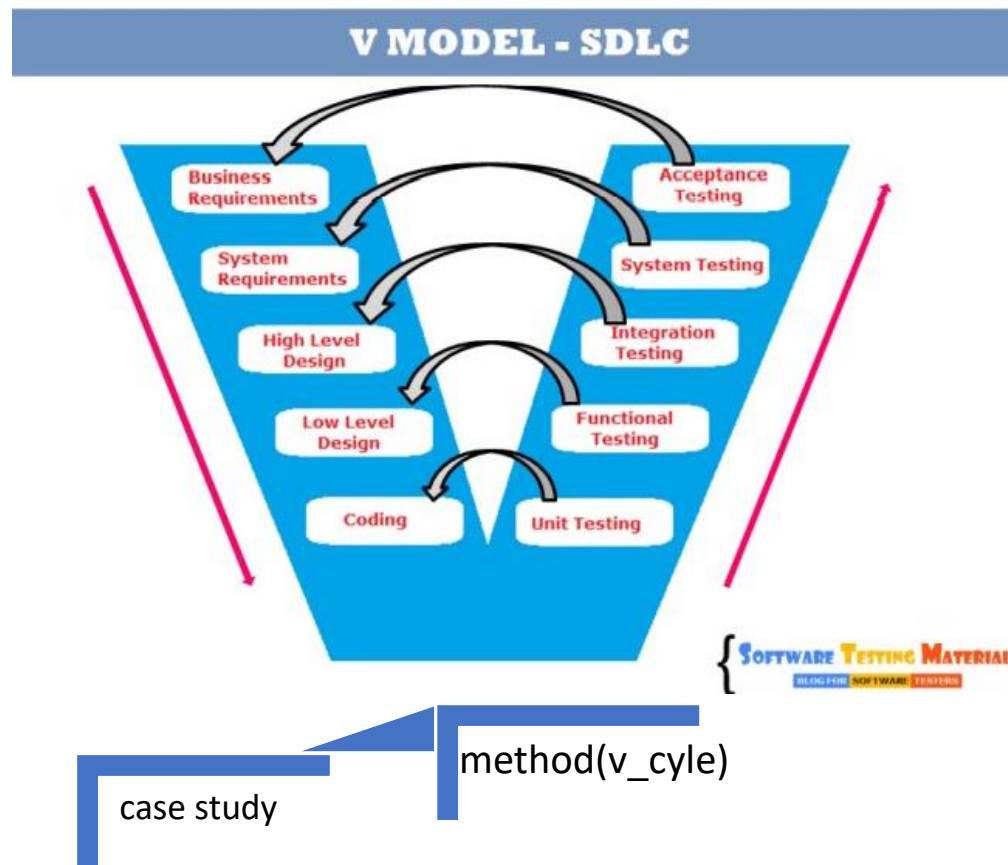 V MODEL - SDLC
Business
Requirements
Acceptance
Testing
System
Requirements
System Testing
High Level
Design
Integration
Testing
Low Level
Design
Functional
Testing
Coding
Unit Testing
{ SOFTWARE TESTING MATERIAL
BLOG FOR SOFTWARE TESTERS
method(v_cyle)
case study